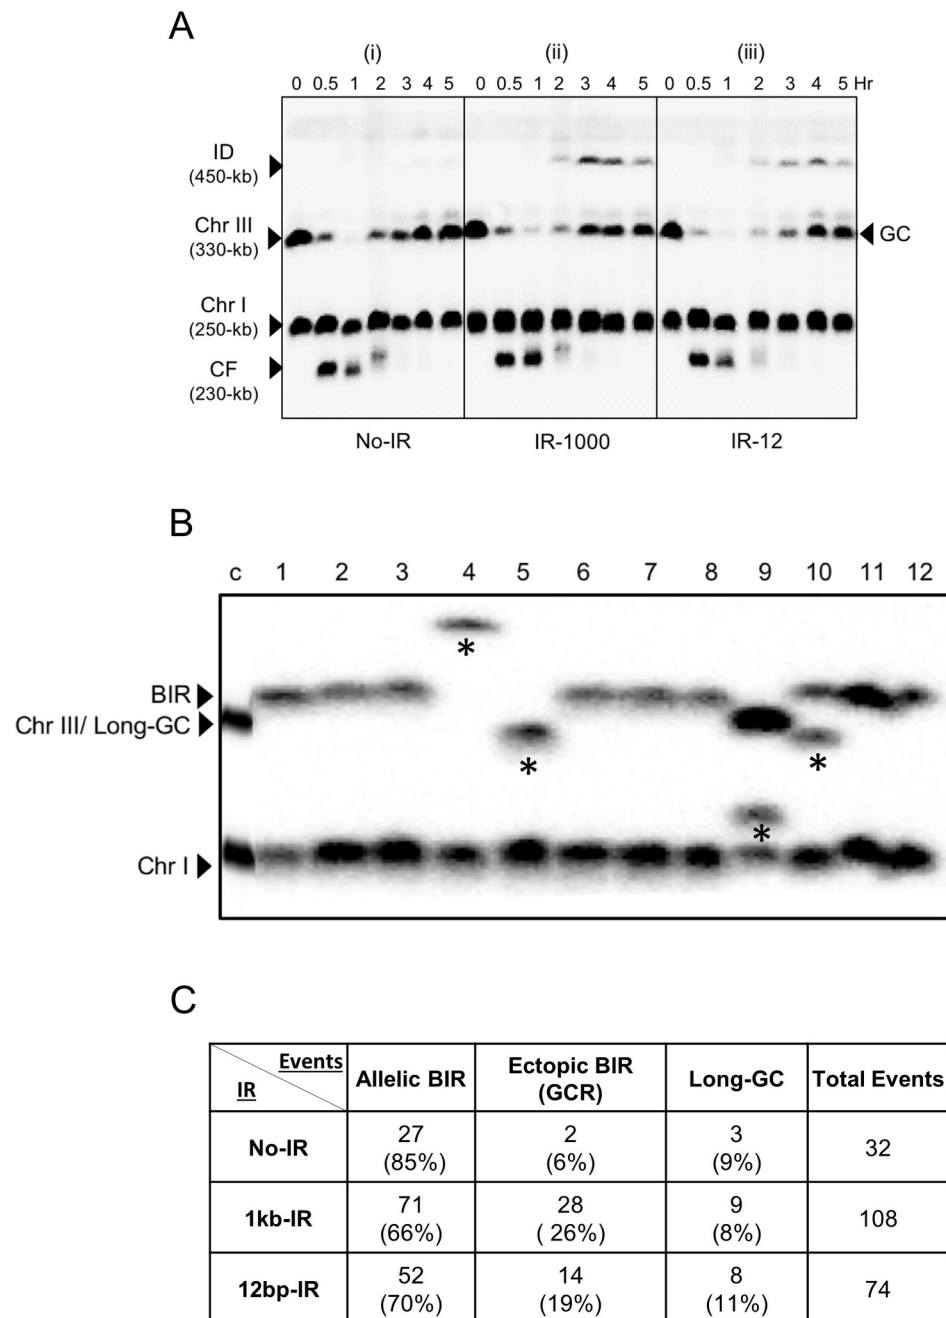 A
(i) (ii) (iii)
0 0.5 1 2 3 4 5 0 0.5 1 2 3 4 5 0 0.5 1 2 3 4 5 Hr
ID
(450-kb)
Chr III
(330-kb)
GC
Chr I
(250-kb)
CF
(230-kb)
No-IR IR-1000 IR-12
B
c 1 2 3 4 5 6 7 8 9 10 11 12
BIR
*
Chr III/ Long-GC
* *
*
Chr I
C
Events
IR
Allelic BIR
Ectopic BIR
(GCR)
Long-GC
Total Events
No-IR
27
(85%)
2
(6%)
3
(9%)
32
1kb-IR
71
(66%)
28
( 26%)
9
(8%)
108
12bp-IR
52
(70%)
14
(19%)
8
(11%)
74